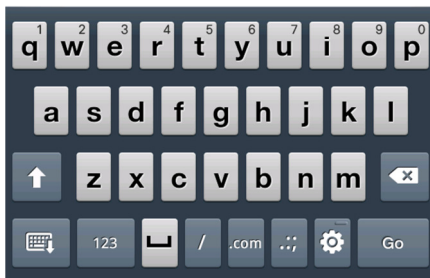 1 2 3 4 5 6 7 8 9 0
q w e r t y u i o p
a s d f g h j k l
z x c v b n m
123 / .com .:; Go